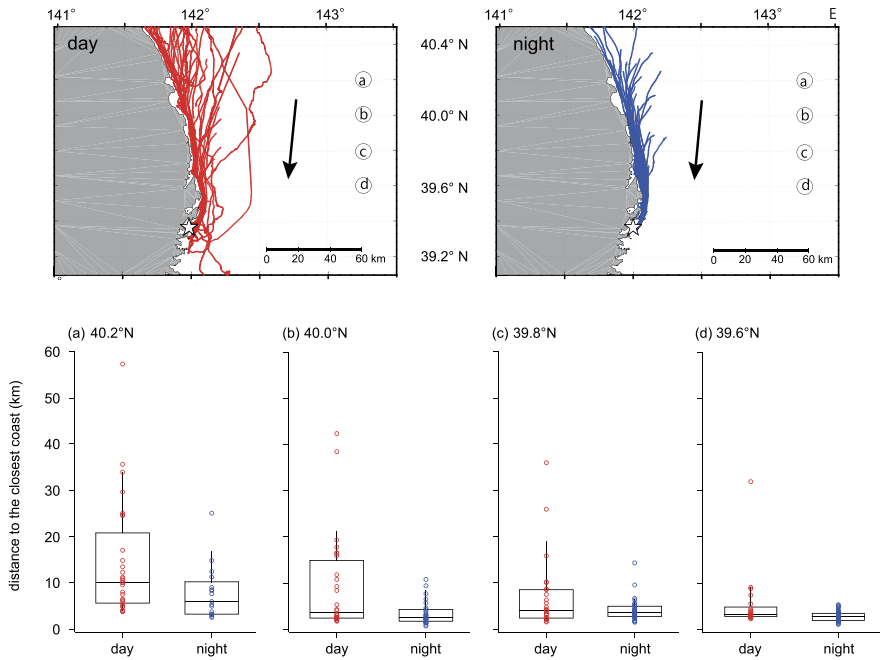 141° 142° 143° 141° 142° 143° E
day 40.4° N night
a a
b 40.0° N b
c c
d 39.6° N d
0 20 40 60 km 39.2° N 0 20 40 60 km
(a) 40.2°N (b) 40.0°N (c) 39.8°N (d) 39.6°N
60
50
40
30
20
10
0
distance to the closest coast (km)
day night day night day night day night